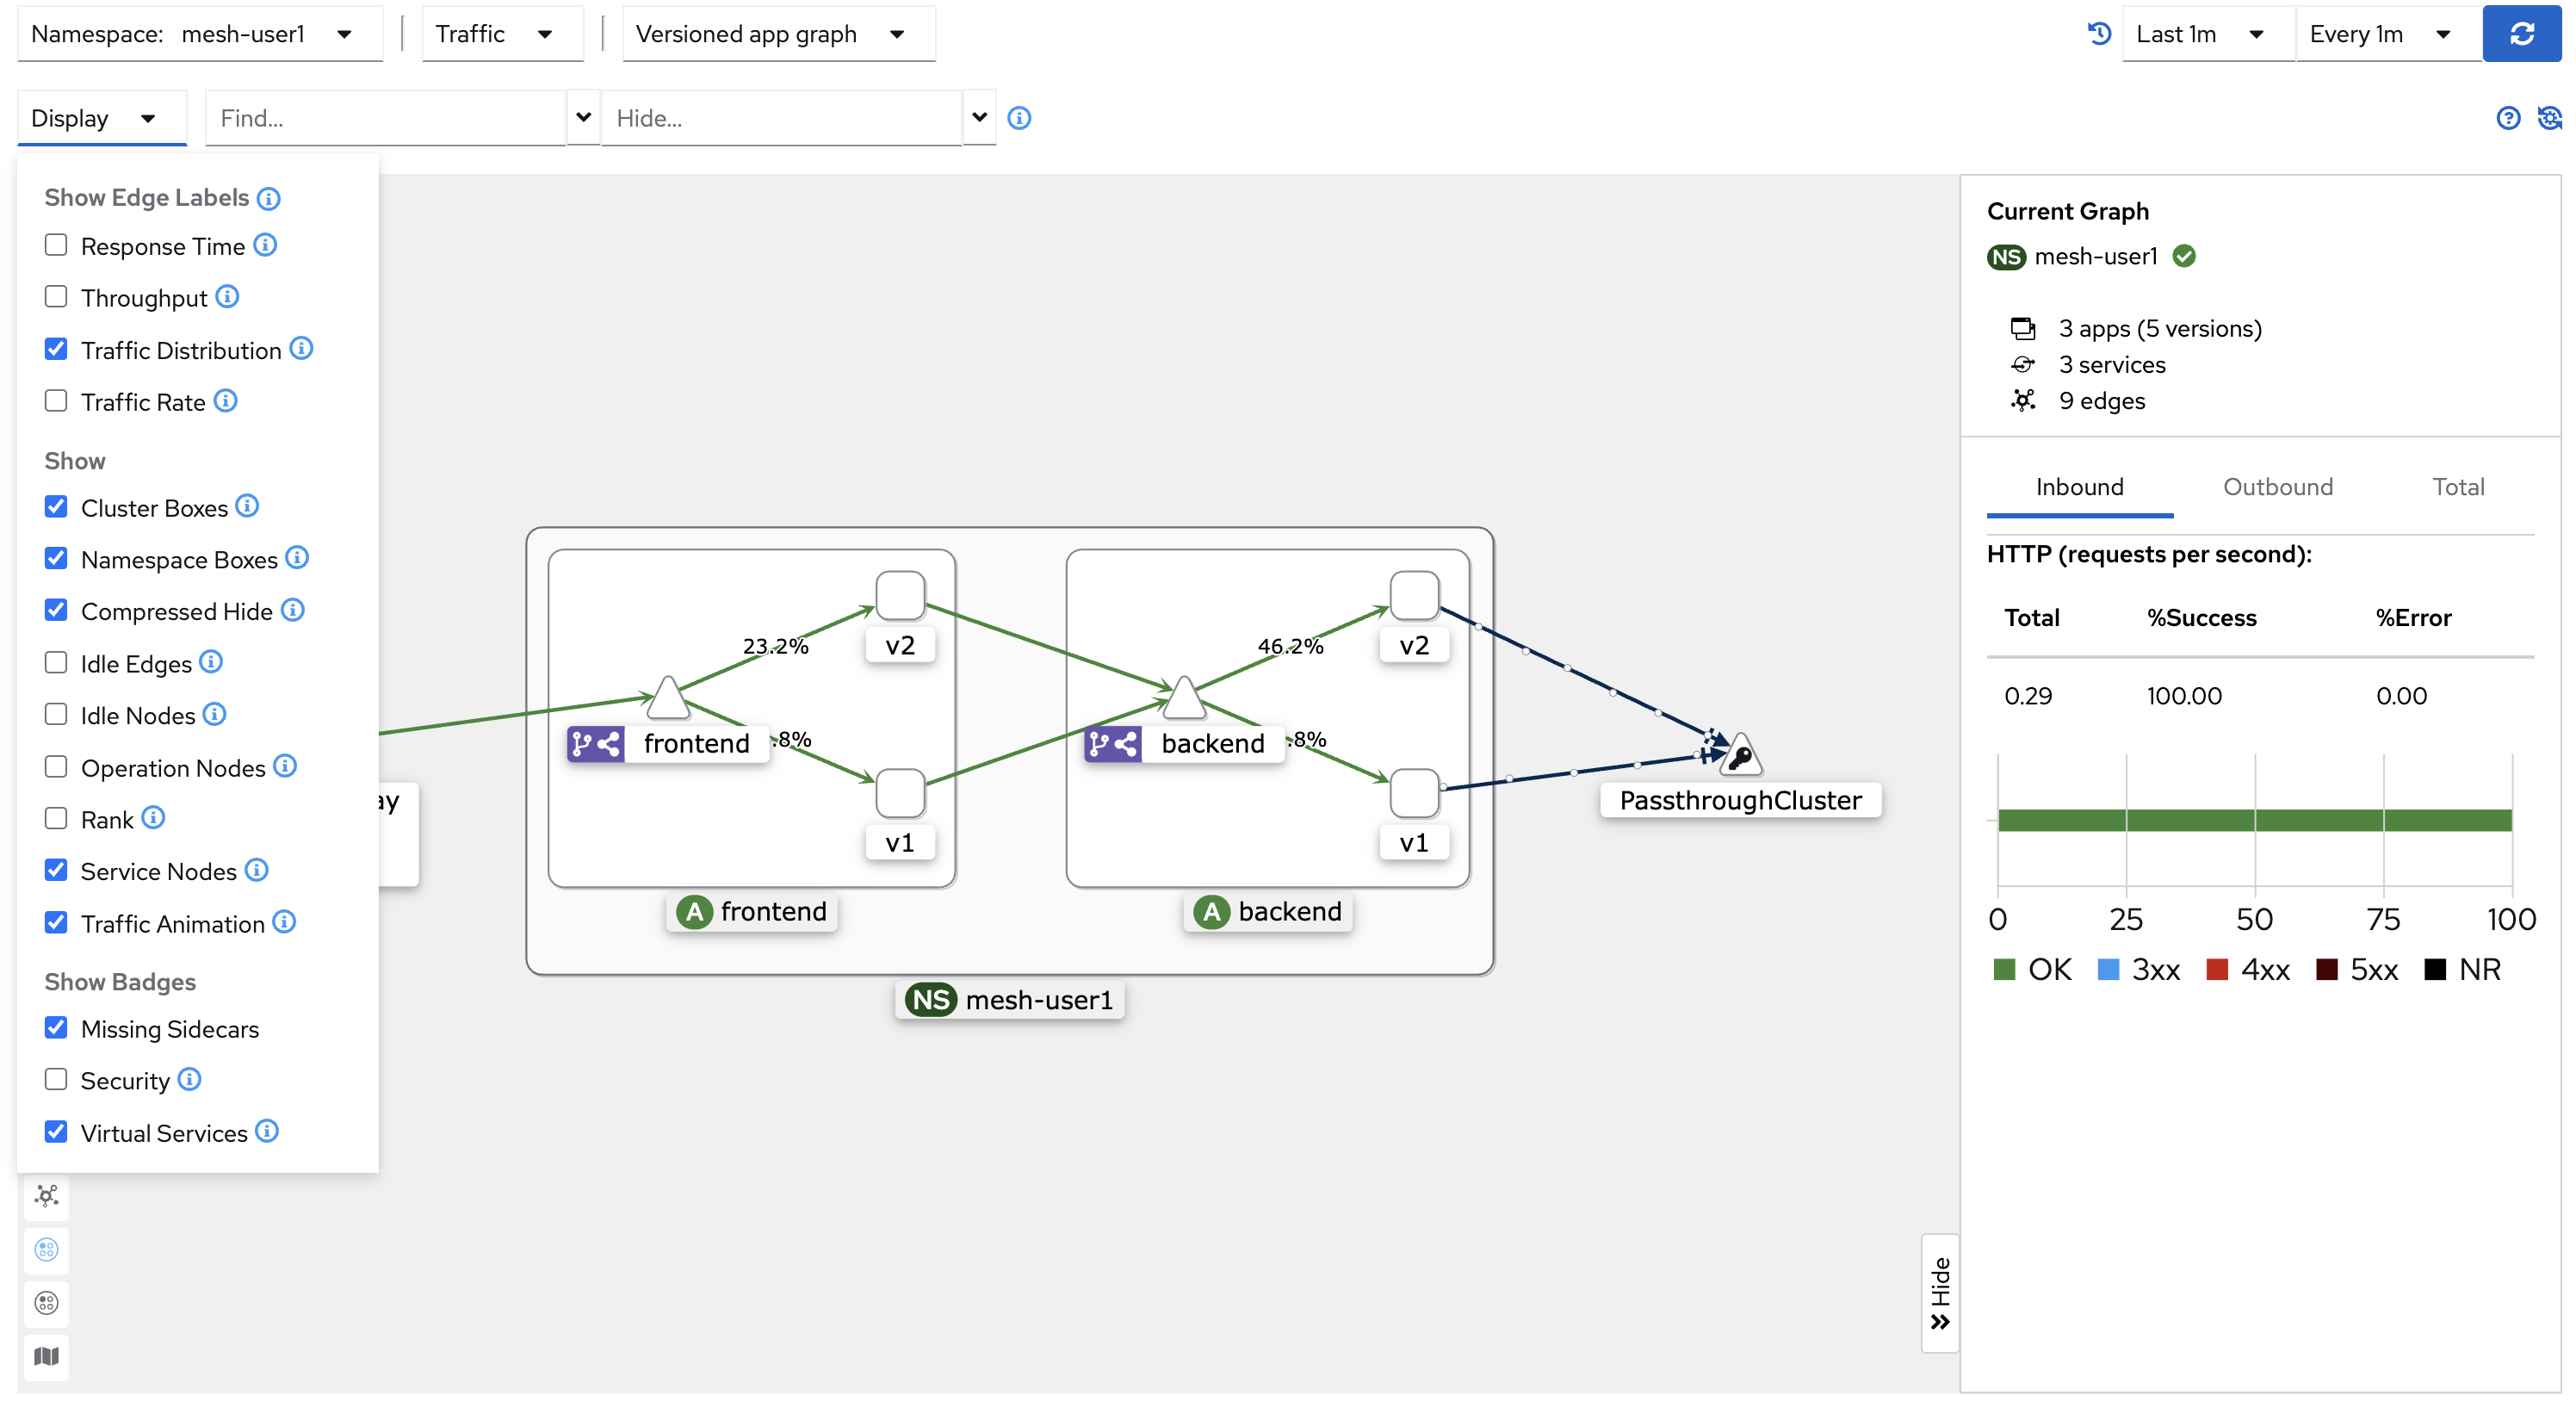 Namespace: mesh-user1
Traffic
Versioned app graph
Last 1m
Every 1m
Display
Find...
Hide...
Show Edge Labels
Response Time
Throughput
Traffic Distribution
Traffic Rate
Show
Cluster Boxes
Namespace Boxes
Compressed Hide
Idle Edges
Idle Nodes
Operation Nodes
Rank
Service Nodes
Traffic Animation
Show Badges
Missing Sidecars
Security
Virtual Services
23.2%
v2
frontend
.8%
v1
A frontend
46.2%
v2
backend
.8%
v1
A backend
NS mesh-user1
PassthroughCluster
Hide
Current Graph
NS mesh-user1
3 apps (5 versions)
3 services
9 edges
Inbound Outbound Total
HTTP (requests per second):
Total %Success %Error
0.29 100.00 0.00
0 25 50 75 100
OK 3xx 4xx 5xx NR